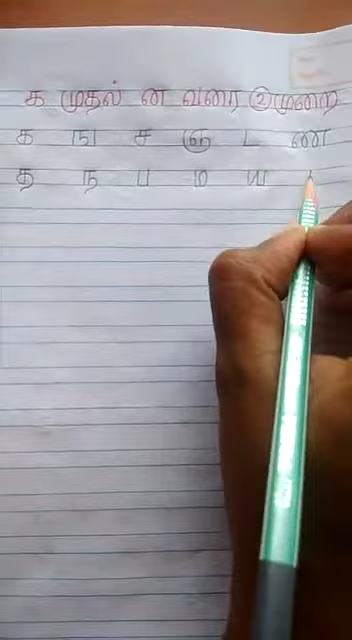 க முதல் ன வரை ②முறை
க ங ச ஞ ட ண
த ந ப ம ய